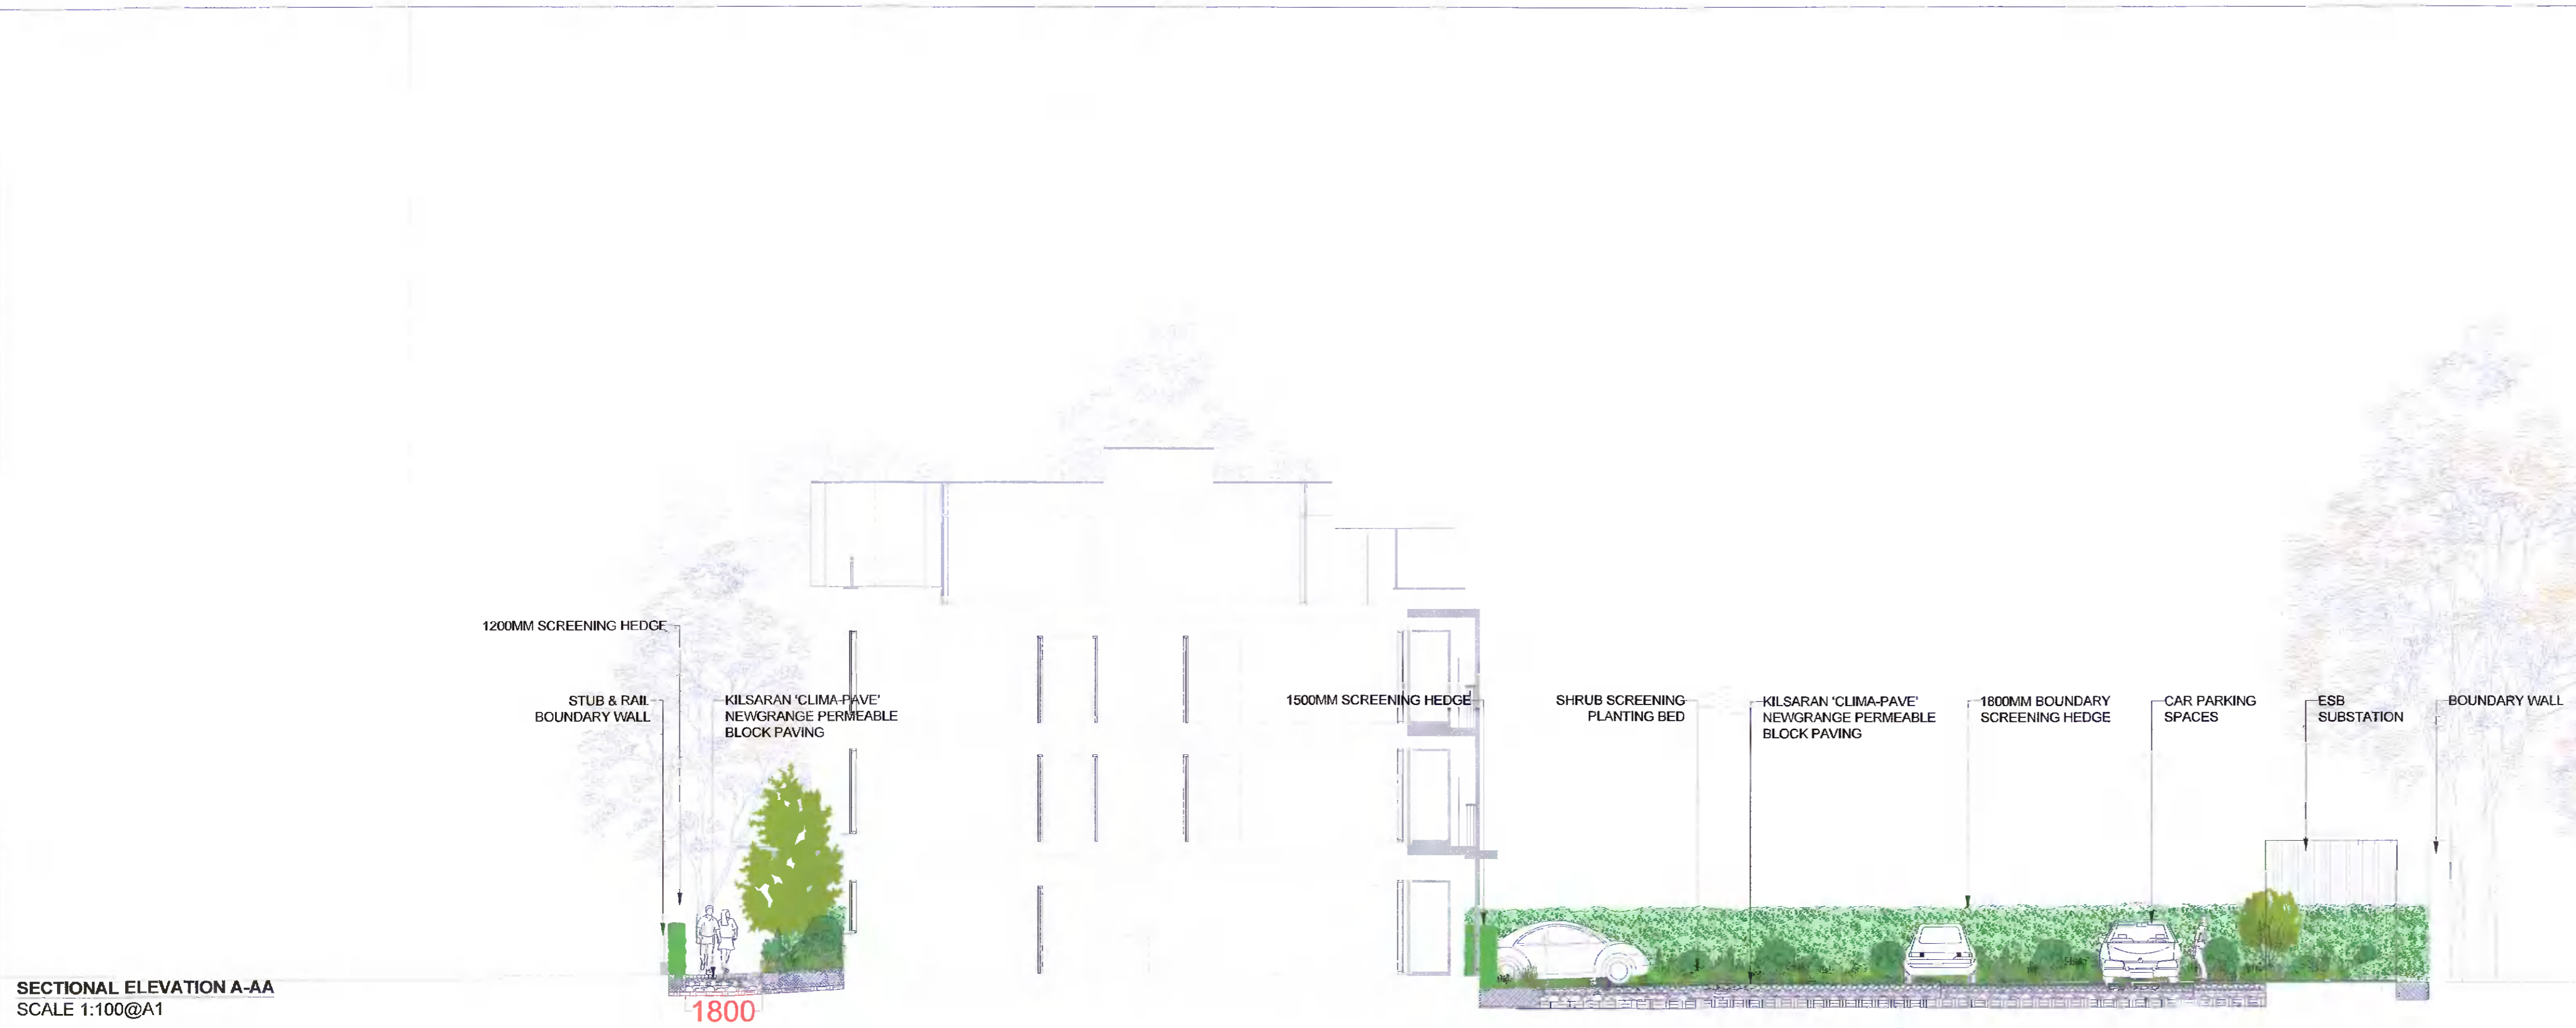 1200MM SCREENING HEDGE
STUB & RAIL
BOUNDARY WALL
KILSARAN 'CLIMA-PAVE'
NEWGRANGE PERMEABLE
BLOCK PAVING
1500MM SCREENING HEDGE
SHRUB SCREENING
PLANTING BED
KILSARAN 'CLIMA-PAVE'
NEWGRANGE PERMEABLE
BLOCK PAVING
1800MM BOUNDARY
SCREENING HEDGE
CAR PARKING
SPACES
ESB
SUBSTATION
BOUNDARY WALL
SECTIONAL ELEVATION A-AA
SCALE 1:100@A1
1800